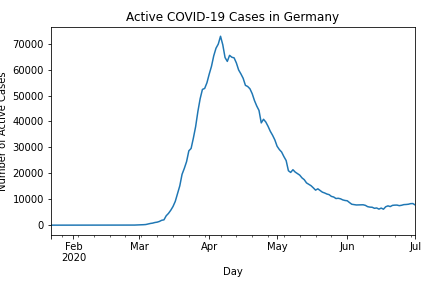 Active COVID-19 Cases in Germany
Number of Active Cases
70000
60000
50000
40000
30000
20000
10000
0
Feb Mar Apr May Jun Jul
2020
Day